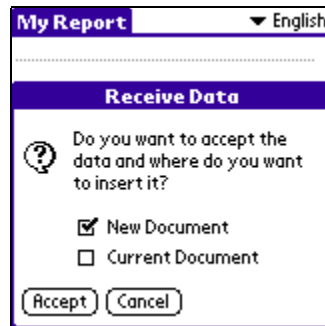 My Report
English
Receive Data
Do you want to accept the
data and where do you want
to insert it?
New Document
Current Document
Accept Cancel